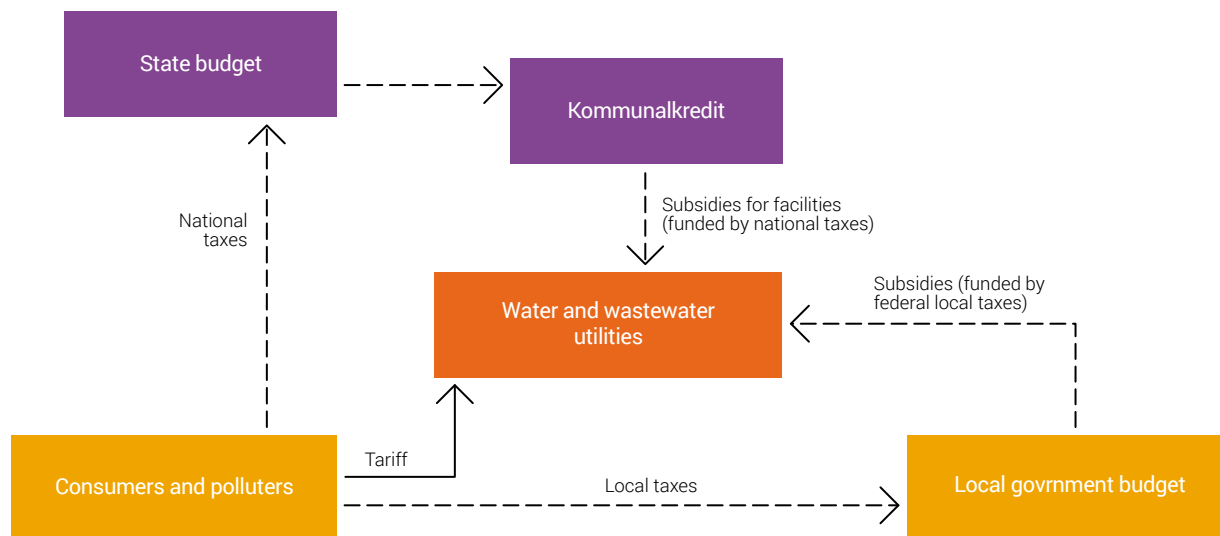 State budget
Kommunalkredit
National
taxes
Subsidies for facilities
(funded by national taxes)
Subsidies (funded by
federal local taxes)
Water and wastewater
utilities
Tariff
Consumers and polluters
Local taxes
Local govrnment budget